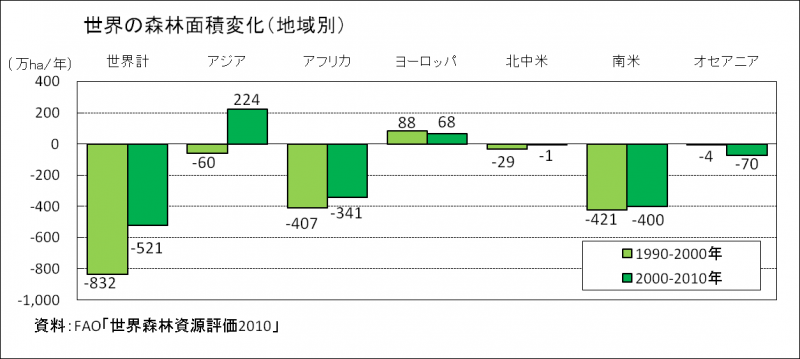 世界の森林面積変化（地域別）
（万ha/年） 世界計 アジア アフリカ ヨーロッパ 北中米 南米 オセアニア
400
200
0
-200
-400
-600
-800
-1,000
-832 -521 -60 224 -407 -341 88 68 -29 -1 -421 -400 -4 -70
1990-2000年
2000-2010年
資料：FAO「世界森林資源評価2010」